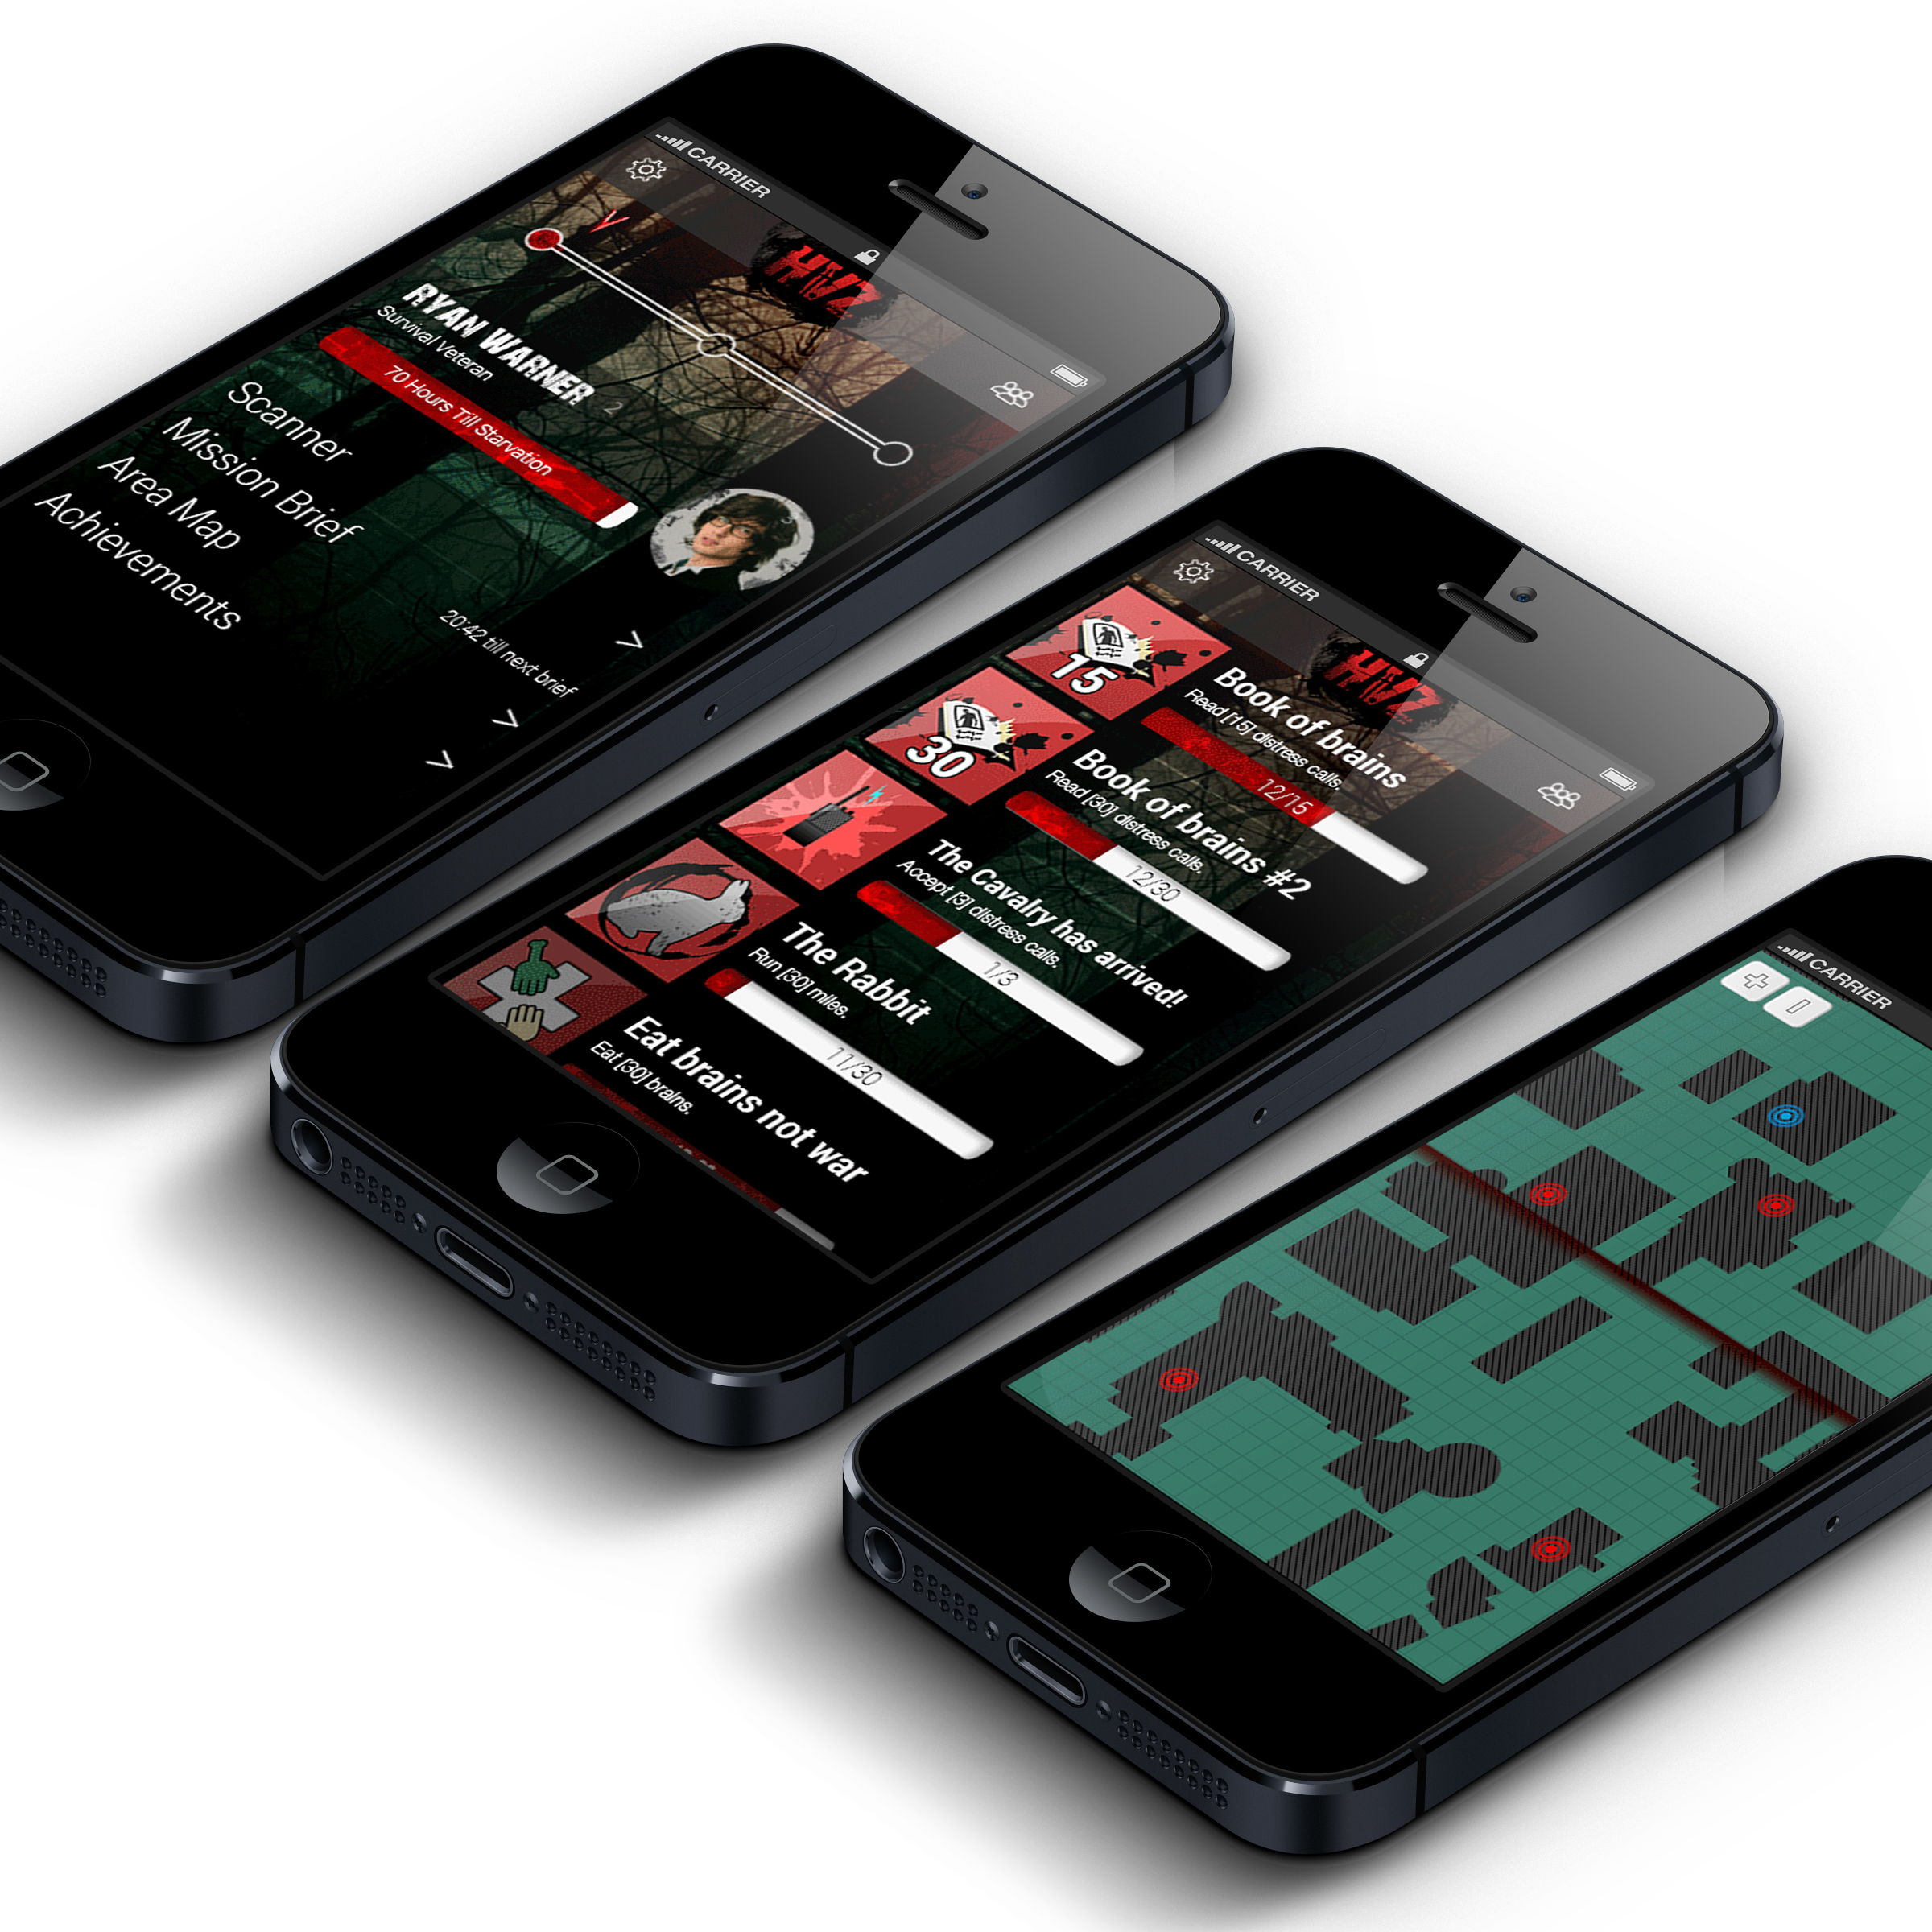 CARRIER
HVZ
RYAN WARNER
Survival Veteran
2
70 Hours Till Starvation
Scanner
Mission Brief
20:42 till next brief
Area Map
Achievements
CARRIER
HVZ
15
Book of brains
Read [15] distress calls.
12/15
30
Book of brains #2
Read [30] distress calls.
12/30
The Cavalry has arrived!
Accept [3] distress calls.
1/3
The Rabbit
Run [30] miles.
11/30
Eat brains not war
Eat [30] brains.
CARRIER